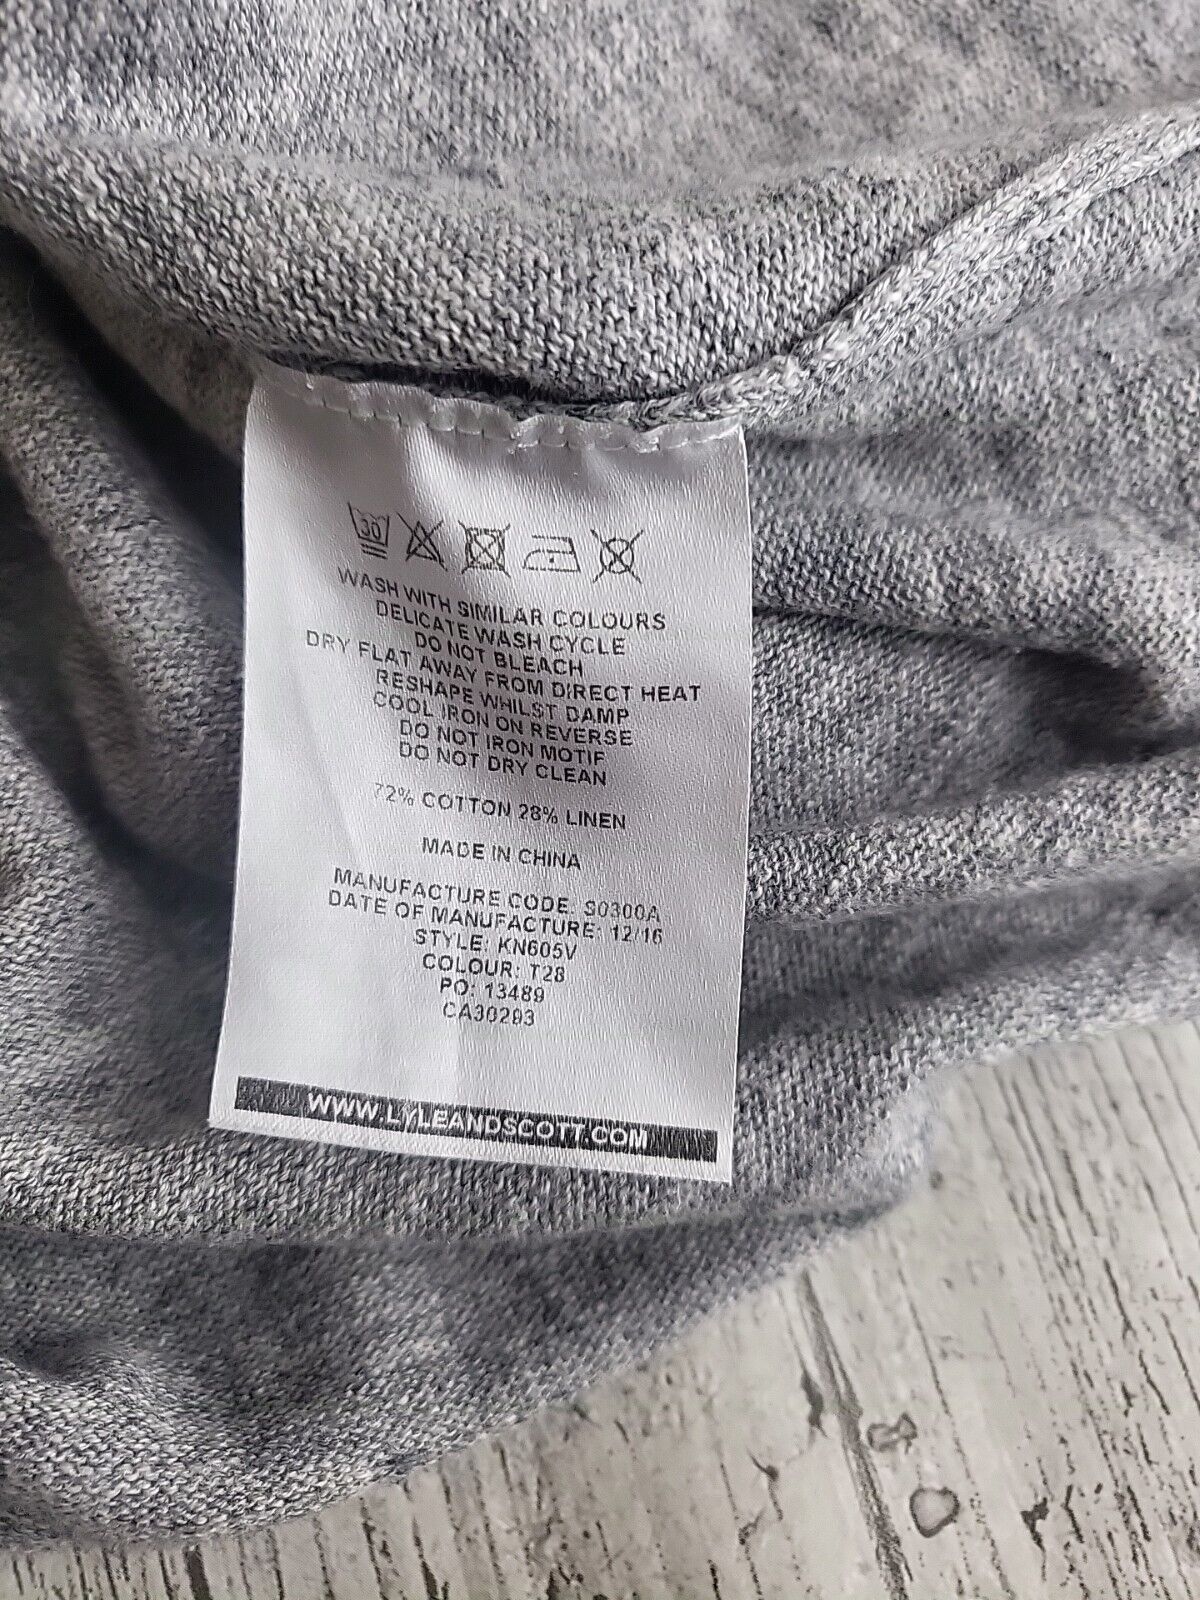 30
WASH WITH SIMILAR COLOURS
DELICATE WASH CYCLE
DO NOT BLEACH
DRY FLAT AWAY FROM DIRECT HEAT
RESHAPE WHILST DAMP
COOL IRON ON REVERSE
DO NOT IRON MOTIF
DO NOT DRY CLEAN
72% COTTON 28% LINEN
MADE IN CHINA
MANUFACTURE CODE: S0300A
DATE OF MANUFACTURE: 12/16
STYLE: KN605V
COLOUR: T28
PO: 13489
CA30293
WWW.LYLEANDSCOTT.COM